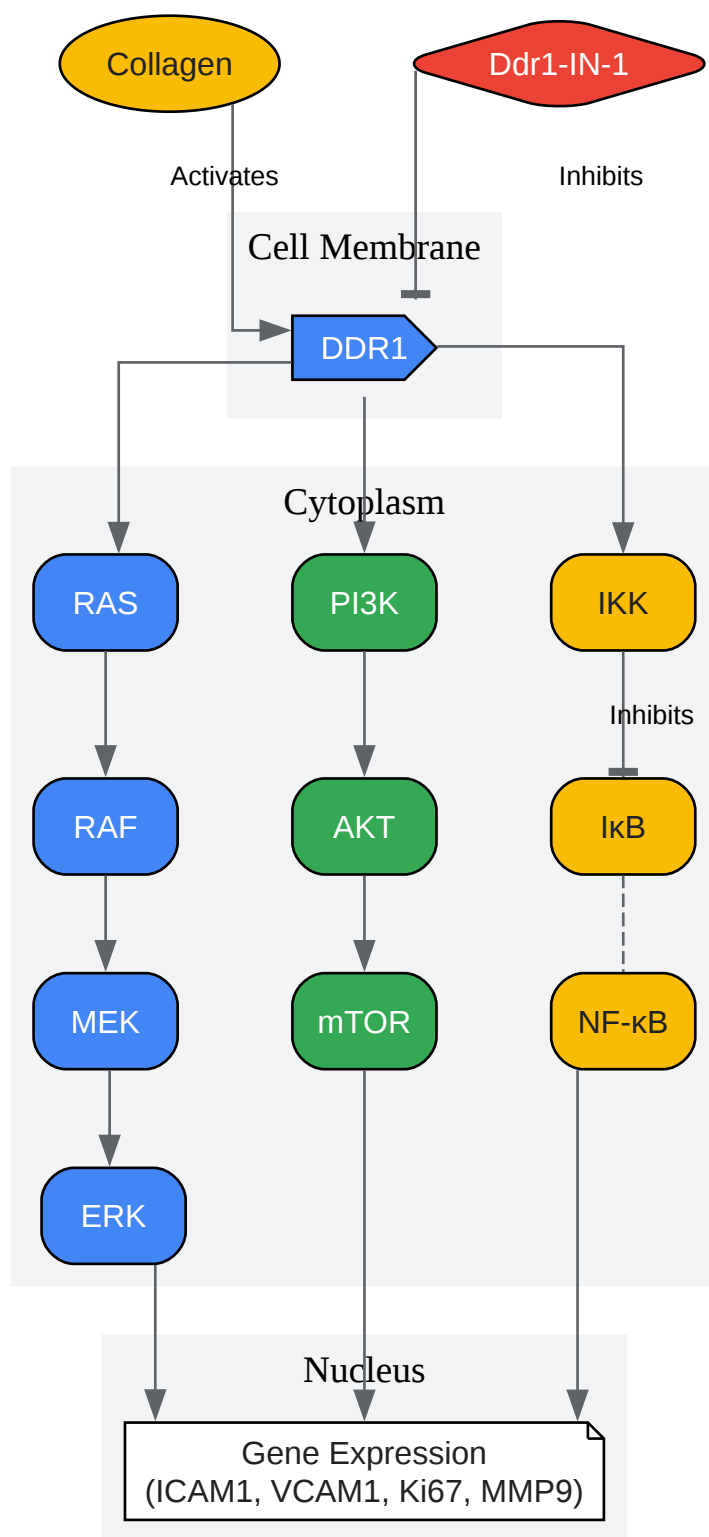 Collagen
Ddr1-IN-1
Activates
Inhibits
Cell Membrane
DDR1
Cytoplasm
RAS
PI3K
IKK
Inhibits
RAF
AKT
IκB
MEK
mTOR
NF-κB
ERK
Nucleus
Gene Expression
(ICAM1, VCAM1, Ki67, MMP9)